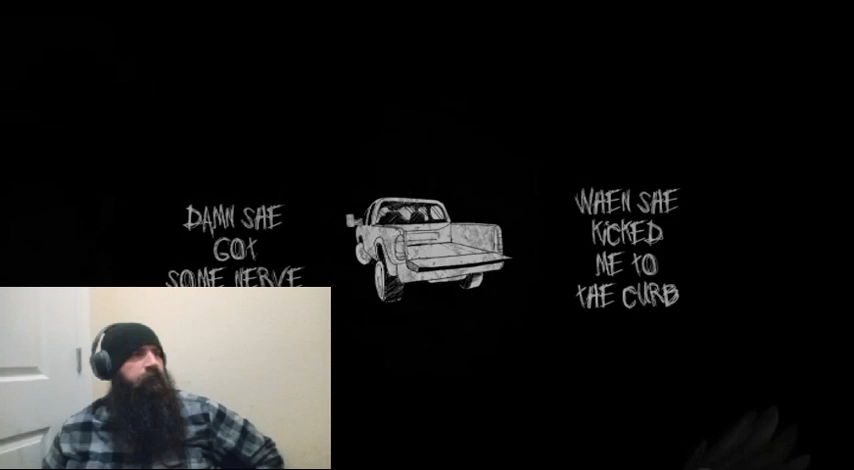 DAMN SHE
GOT
SOME NERVE
WHEN SHE
KICKED
ME TO
THE CURB